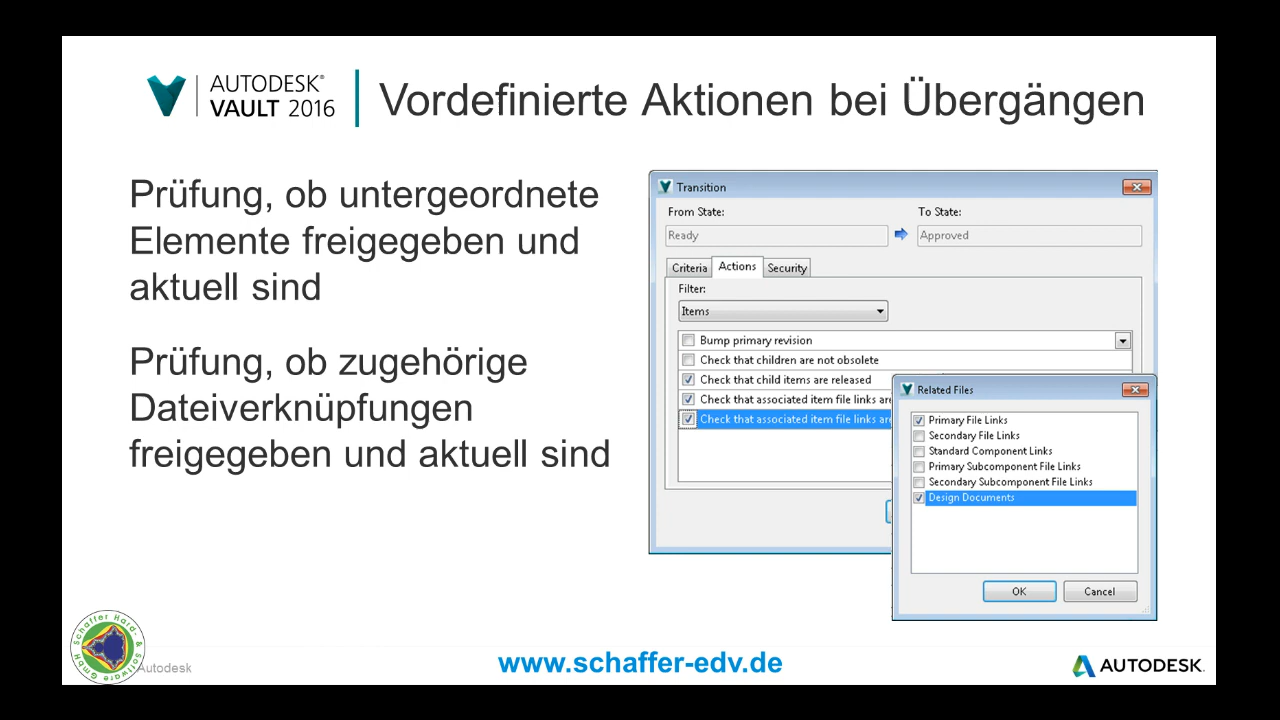 AUTODESK®
VAULT 2016
Vordefinierte Aktionen bei Übergängen
Prüfung, ob untergeordnete
Elemente freigegeben und
aktuell sind
Prüfung, ob zugehörige
Dateiverknüpfungen
freigegeben und aktuell sind
Transition
From State:
To State:
Ready
Approved
Criteria
Actions
Security
Filter:
Items
Bump primary revision
Check that children are not obsolete
Check that child items are released
Check that associated item file links
Check that associated item file links
Related Files
Primary File Links
Secondary File Links
Standard Component Links
Primary Subcomponent File Links
Secondary Subcomponent File Links
Design Documents
OK
Cancel
Schaffer Hard- & Software GmbH
Autodesk
www.schaffer-edv.de
AUTODESK.